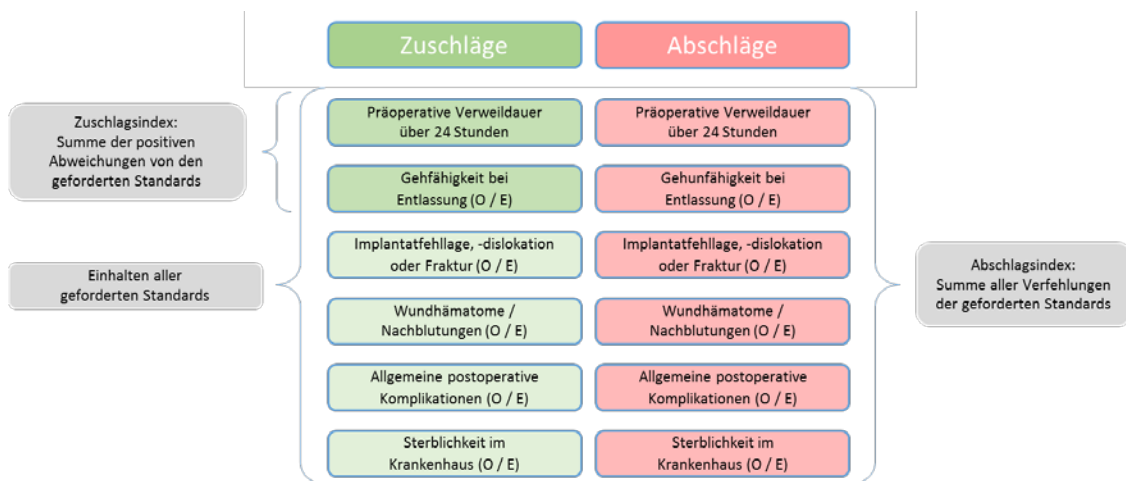 Zuschläge
Abschläge
Zuschlagsindex:
Summe der positiven
Abweichungen von den
geforderten Standards
Einhalten aller
geforderten Standards
Präoperative Verweildauer
über 24 Stunden
Gehfähigkeit bei
Entlassung (O / E)
Implantatfehllage, -dislokation
oder Fraktur (O / E)
Wundhämatome /
Nachblutungen (O / E)
Allgemeine postoperative
Komplikationen (O / E)
Sterblichkeit im
Krankenhaus (O / E)
Präoperative Verweildauer
über 24 Stunden
Gehunfähigkeit bei
Entlassung (O / E)
Implantatfehllage, -dislokation
oder Fraktur (O / E)
Wundhämatome /
Nachblutungen (O / E)
Allgemeine postoperative
Komplikationen (O / E)
Sterblichkeit im
Krankenhaus (O / E)
Abschlagsindex:
Summe aller Verfehlungen
der geforderten Standards